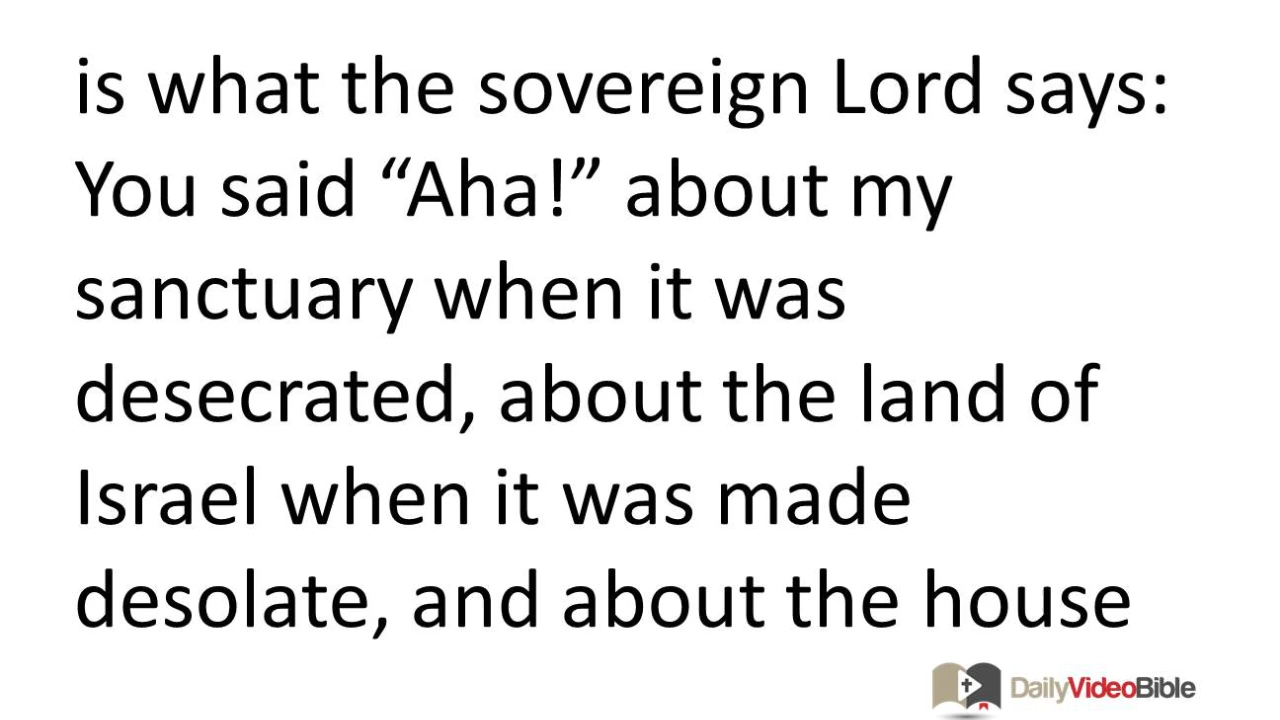 is what the sovereign Lord says:
You said “Aha!” about my
sanctuary when it was
desecrated, about the land of
Israel when it was made
desolate, and about the house
DailyVideoBible